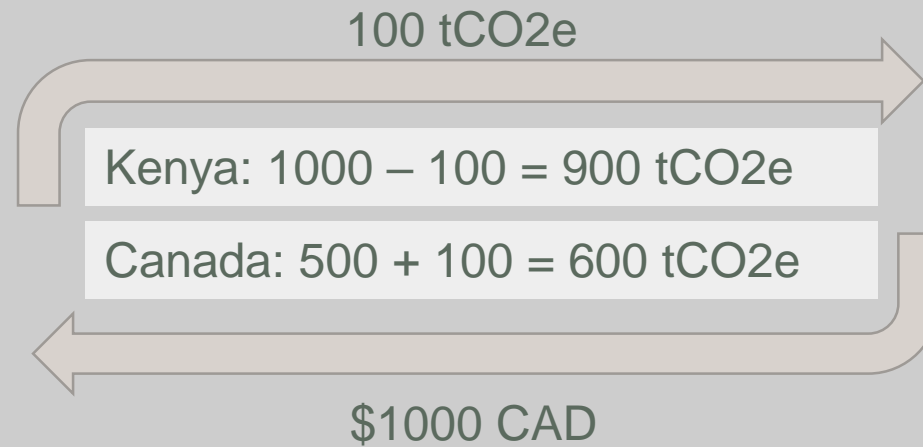 100 tCO2e
Kenya: 1000 – 100 = 900 tCO2e
Canada: 500 + 100 = 600 tCO2e
$1000 CAD